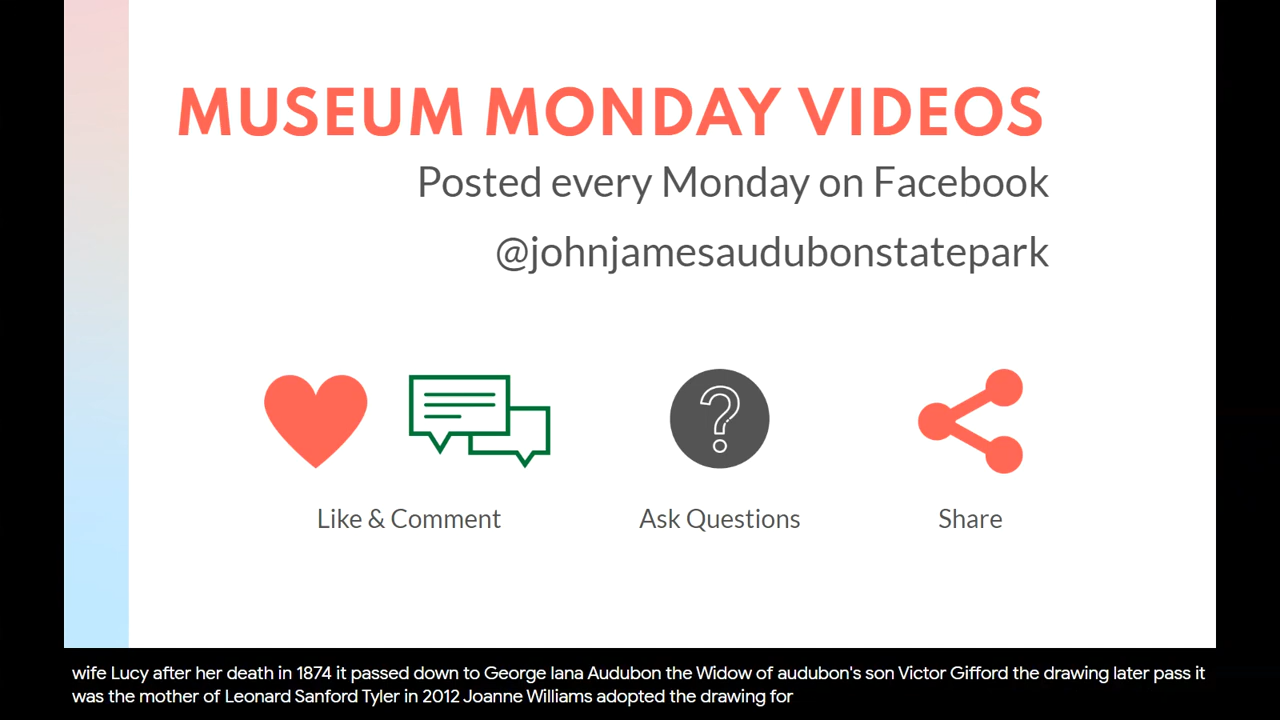 MUSEUM MONDAY VIDEOS
Posted every Monday on Facebook
@johnjamesaudubonstatepark
Like & Comment
Ask Questions
Share
wife Lucy after her death in 1874 it passed down to George Iana Audubon the Widow of audubon's son Victor Gifford the drawing later pass it
was the mother of Leonard Sanford Tyler in 2012 Joanne Williams adopted the drawing for